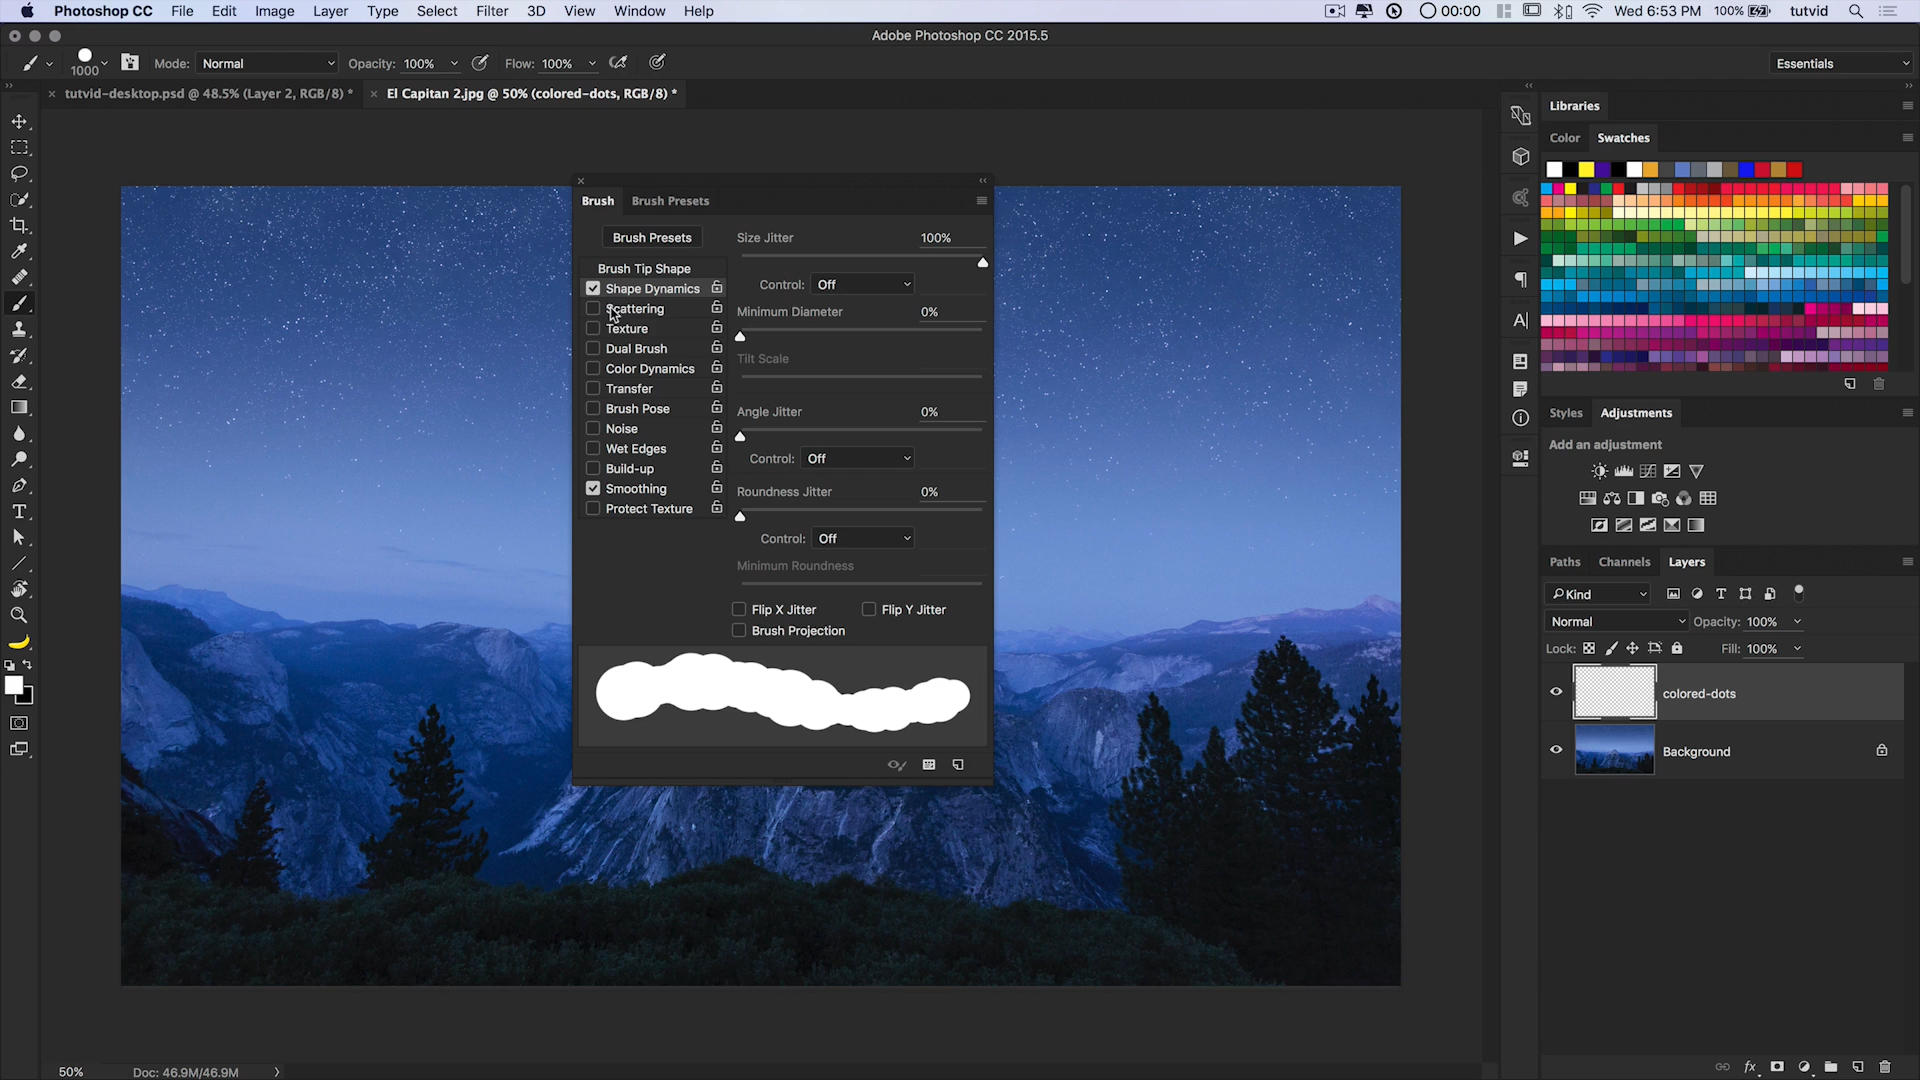 Photoshop CC File Edit Image Layer Type Select Filter 3D View Window Help 00:00 Wed 6:53 PM 100% tutvid
Adobe Photoshop CC 2015.5
1000 Mode: Normal Opacity: 100% Flow: 100% Essentials
tutvid-desktop.psd @ 48.5% (Layer 2, RGB/8) * El Capitan 2.jpg @ 50% (colored-dots, RGB/8) *
Libraries
Color Swatches
Brush Brush Presets
Brush Presets
Brush Tip Shape
Shape Dynamics
Scattering
Texture
Dual Brush
Color Dynamics
Transfer
Brush Pose
Noise
Wet Edges
Build-up
Smoothing
Protect Texture
Size Jitter 100%
Control: Off
Minimum Diameter 0%
Tilt Scale
Angle Jitter 0%
Control: Off
Roundness Jitter 0%
Control: Off
Minimum Roundness
Flip X Jitter Flip Y Jitter
Brush Projection
Styles Adjustments
Add an adjustment
Paths Channels Layers
Kind
Normal Opacity: 100%
Lock: Fill: 100%
colored-dots
Background
fx
50% Doc: 46.9M/46.9M